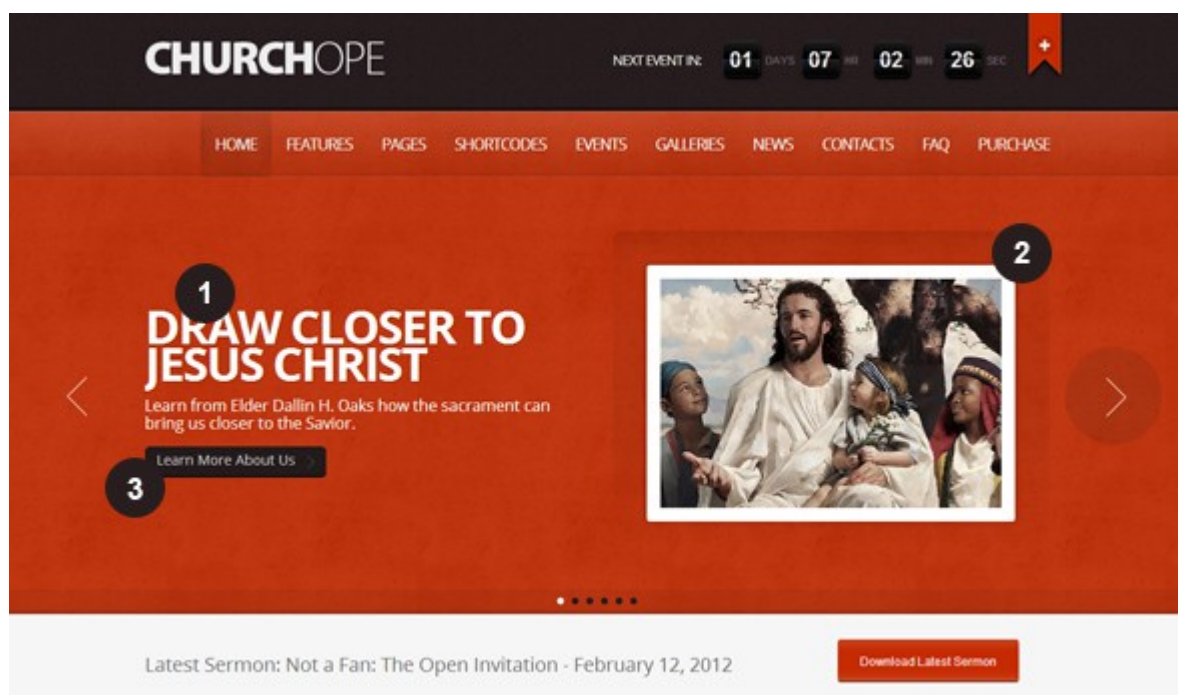 CHURCHOPE
NEXT EVENT IN: 01 DAYS 07 HR 02 MIN 26 SEC +
HOME FEATURES PAGES SHORTCODES EVENTS GALLERIES NEWS CONTACTS FAQ PURCHASE
2
1
DRAW CLOSER TO
JESUS CHRIST
Learn from Elder Dallin H. Oaks how the sacrament can
bring us closer to the Savior.
Learn More About Us
3
Latest Sermon: Not a Fan: The Open Invitation - February 12, 2012
Download Latest Sermon